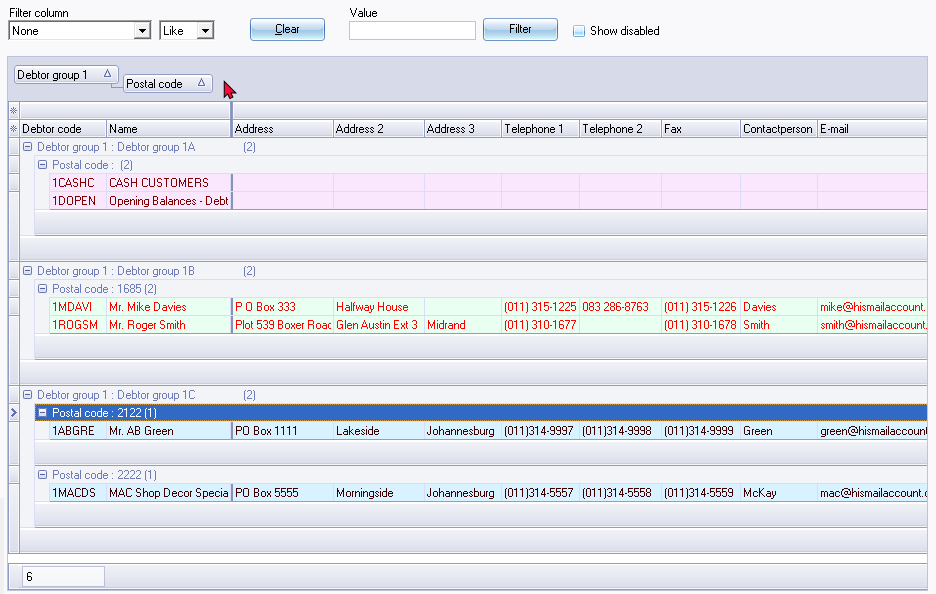 Filter column Value
None Like Clear Filter Show disabled
Debtor group 1
Postal code
Debtor code Name Address Address 2 Address 3 Telephone 1 Telephone 2 Fax Contactperson E-mail
Debtor group 1 : Debtor group 1A (2)
Postal code : (2)
1CASHC CASH CUSTOMERS
1DOPEN Opening Balances - Debt
Debtor group 1 : Debtor group 1B (2)
Postal code : 1685 (2)
1MDAVI Mr. Mike Davies P O Box 333 Halfway House (011) 315-1225 083 286-8763 (011) 315-1226 Davies mike@hismailaccount.
1ROGSM Mr. Roger Smith Plot 539 Boxer Road Glen Austin Ext 3 Midrand (011) 310-1677 (011) 310-1678 Smith smith@hismailaccount
Debtor group 1 : Debtor group 1C (2)
Postal code : 2122 (1)
1ABGRE Mr. AB Green PO Box 1111 Lakeside Johannesburg (011)314-9997 (011)314-9998 (011)314-9999 Green green@hismailaccount
Postal code : 2222 (1)
1MACDS MAC Shop Decor Specia PO Box 5555 Morningside Johannesburg (011)314-5557 (011)314-5558 (011)314-5559 McKay mac@hismailaccount.c
6